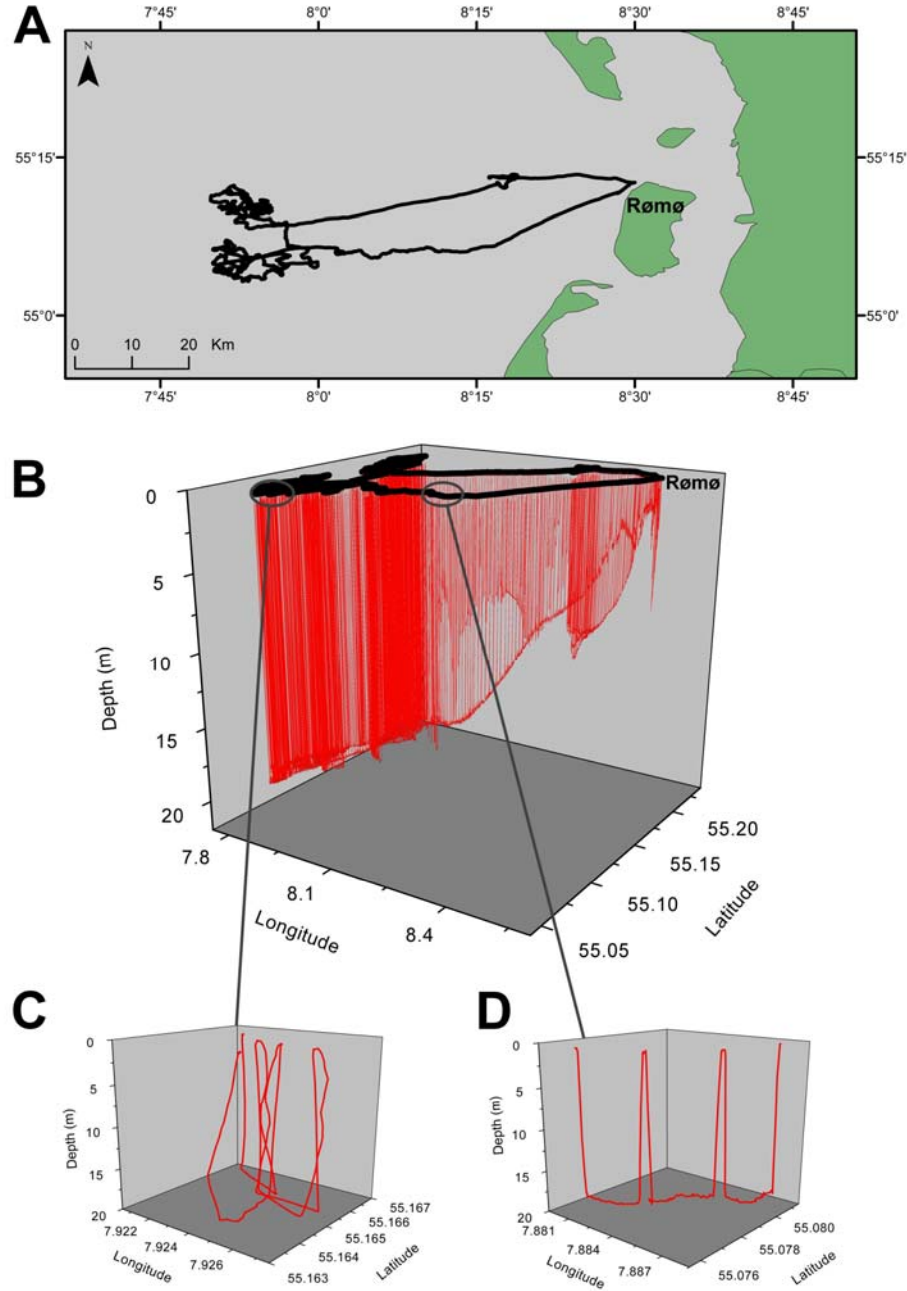 A
7°45'
8°0'
8°15'
8°30'
8°45'
N
55°15'
55°15'
Rømø
55°0'
55°0'
0 10 20 Km
7°45'
8°0'
8°15'
8°30'
8°45'
B
0
5
10
15
20
Depth (m)
Rømø
7.8
8.1
8.4
Longitude
55.20
55.15
55.10
55.05
Latitude
C
0
5
10
15
20
Depth (m)
7.922
7.924
7.926
Longitude
55.167
55.166
55.165
55.164
55.163
Latitude
D
0
5
10
15
20
Depth (m)
7.881
7.884
7.887
Longitude
55.080
55.078
55.076
Latitude